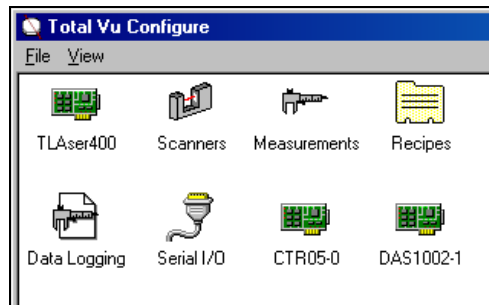 Total Vu Configure
File View
TLAser400 Scanners Measurements Recipes
Data Logging Serial I/O CTR05-0 DAS1002-1